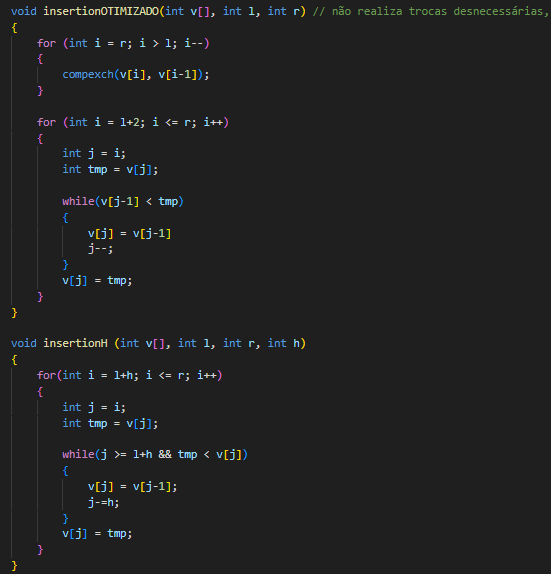 void insertionOTIMIZADO(int v[], int l, int r) // não realiza trocas desnecessárias,
{
    for (int i = r; i > l; i--)
    {
        compexch(v[i], v[i-1]);
    }

    for (int i = l+2; i <= r; i++)
    {
        int j = i;
        int tmp = v[j];

        while(v[j-1] < tmp)
        {
            v[j] = v[j-1]
            j--;
        }
        v[j] = tmp;
    }
}

void insertionH (int v[], int l, int r, int h)
{
    for(int i = l+h; i <= r; i++)
    {
        int j = i;
        int tmp = v[j];

        while(j >= l+h && tmp < v[j])
        {
            v[j] = v[j-1];
            j-=h;
        }
        v[j] = tmp;
    }
}